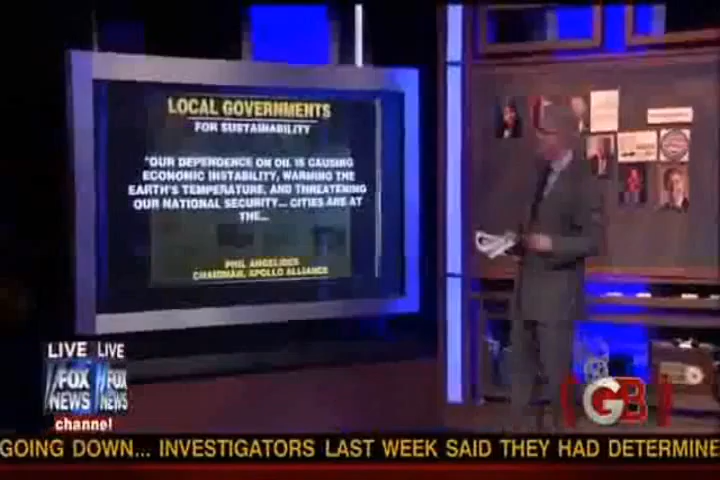 LOCAL GOVERNMENTS
FOR SUSTAINABILITY
"OUR DEPENDENCE ON OIL IS CAUSING
ECONOMIC INSTABILITY, WARMING THE
EARTH'S TEMPERATURE, AND THREATENING
OUR NATIONAL SECURITY... CITIES ARE AT
THE...
PHIL ANGELIDES
CHAIRMAN, APOLLO ALLIANCE
LIVE LIVE
FOX FOX
NEWS NEWS
channel
GB
GOING DOWN... INVESTIGATORS LAST WEEK SAID THEY HAD DETERMINE